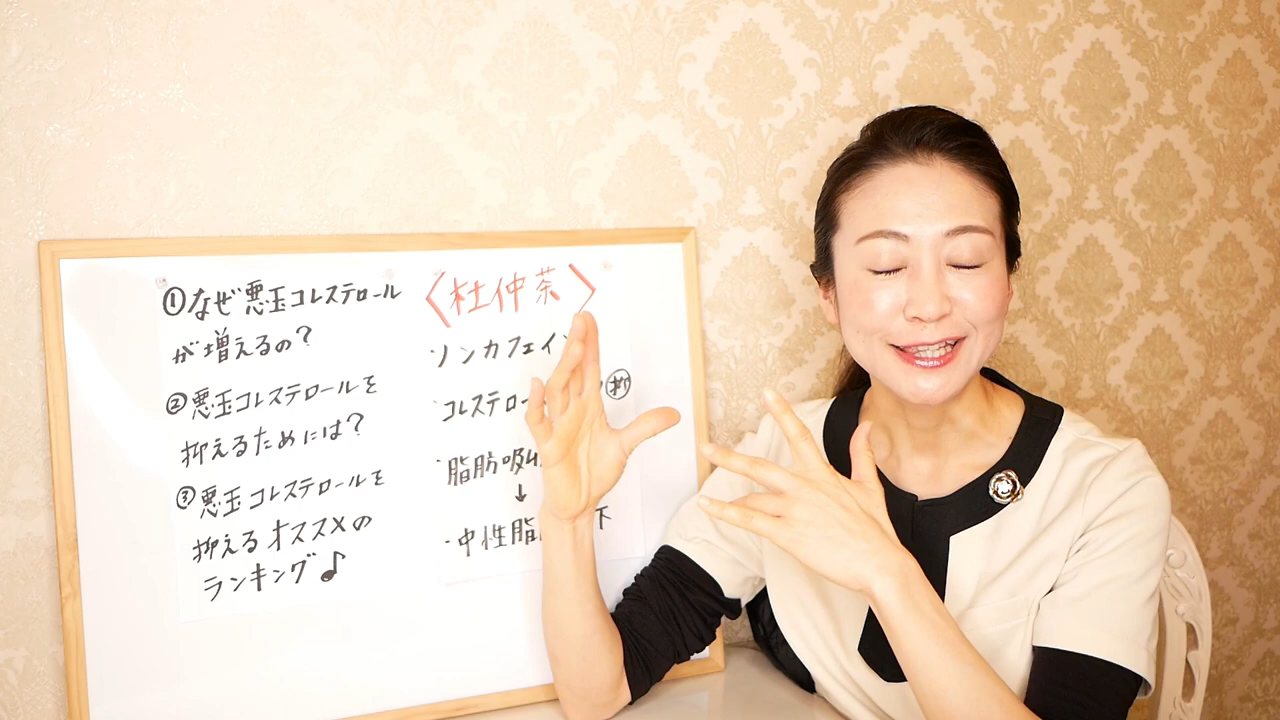 ①なぜ悪玉コレステロール
が増えるの?
②悪玉コレステロールを
抑えるためには?
③悪玉コレステロールを
抑えるオススメの
ランキング♪
〈杜仲茶〉
・ノンカフェイン
・コレステロー
・脂肪吸
↓
・中性脂 下